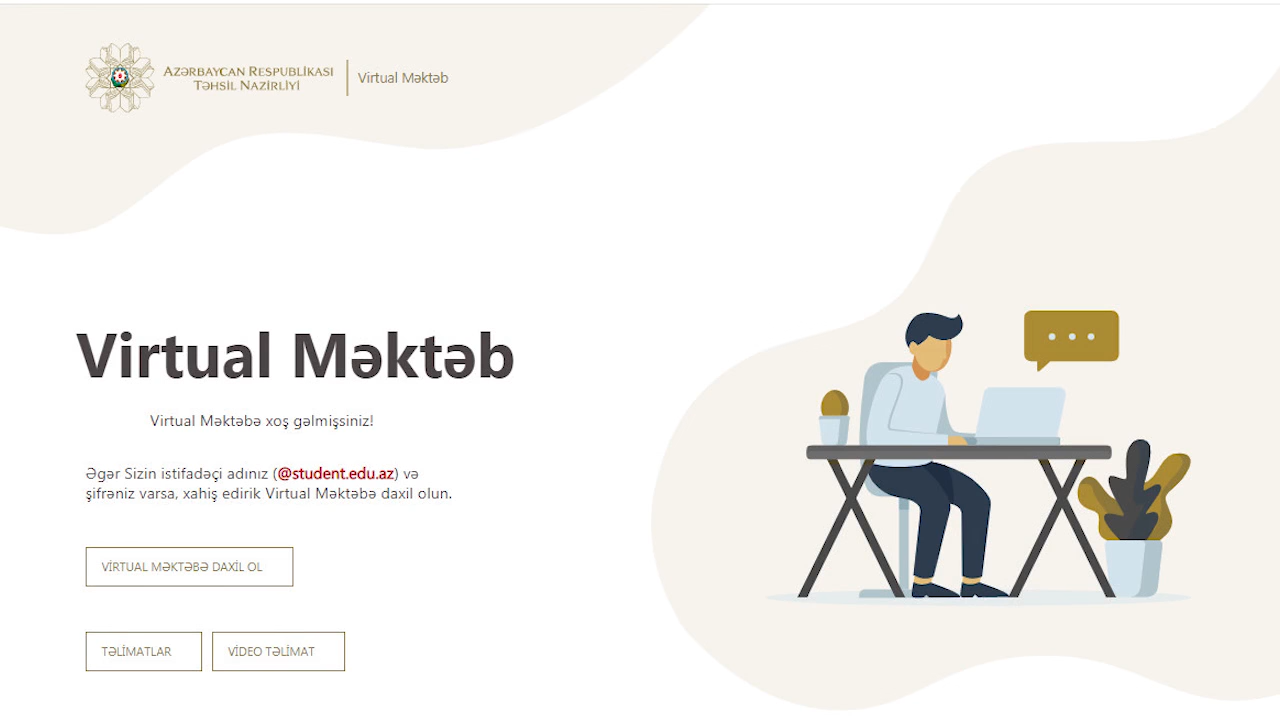 AZƏRBAYCAN RESPUBLİKASI
TƏHSİL NAZİRLİYİ
Virtual Məktəb
Virtual Məktəb
Virtual Məktəbə xoş gəlmişsiniz!
Əgər Sizin istifadəçi adınız (@student.edu.az) və
şifrəniz varsa, xahiş edirik Virtual Məktəbə daxil olun.
VİRTUAL MƏKTƏBƏ DAXİL OL
TƏLİMATLAR
VİDEO TƏLİMAT